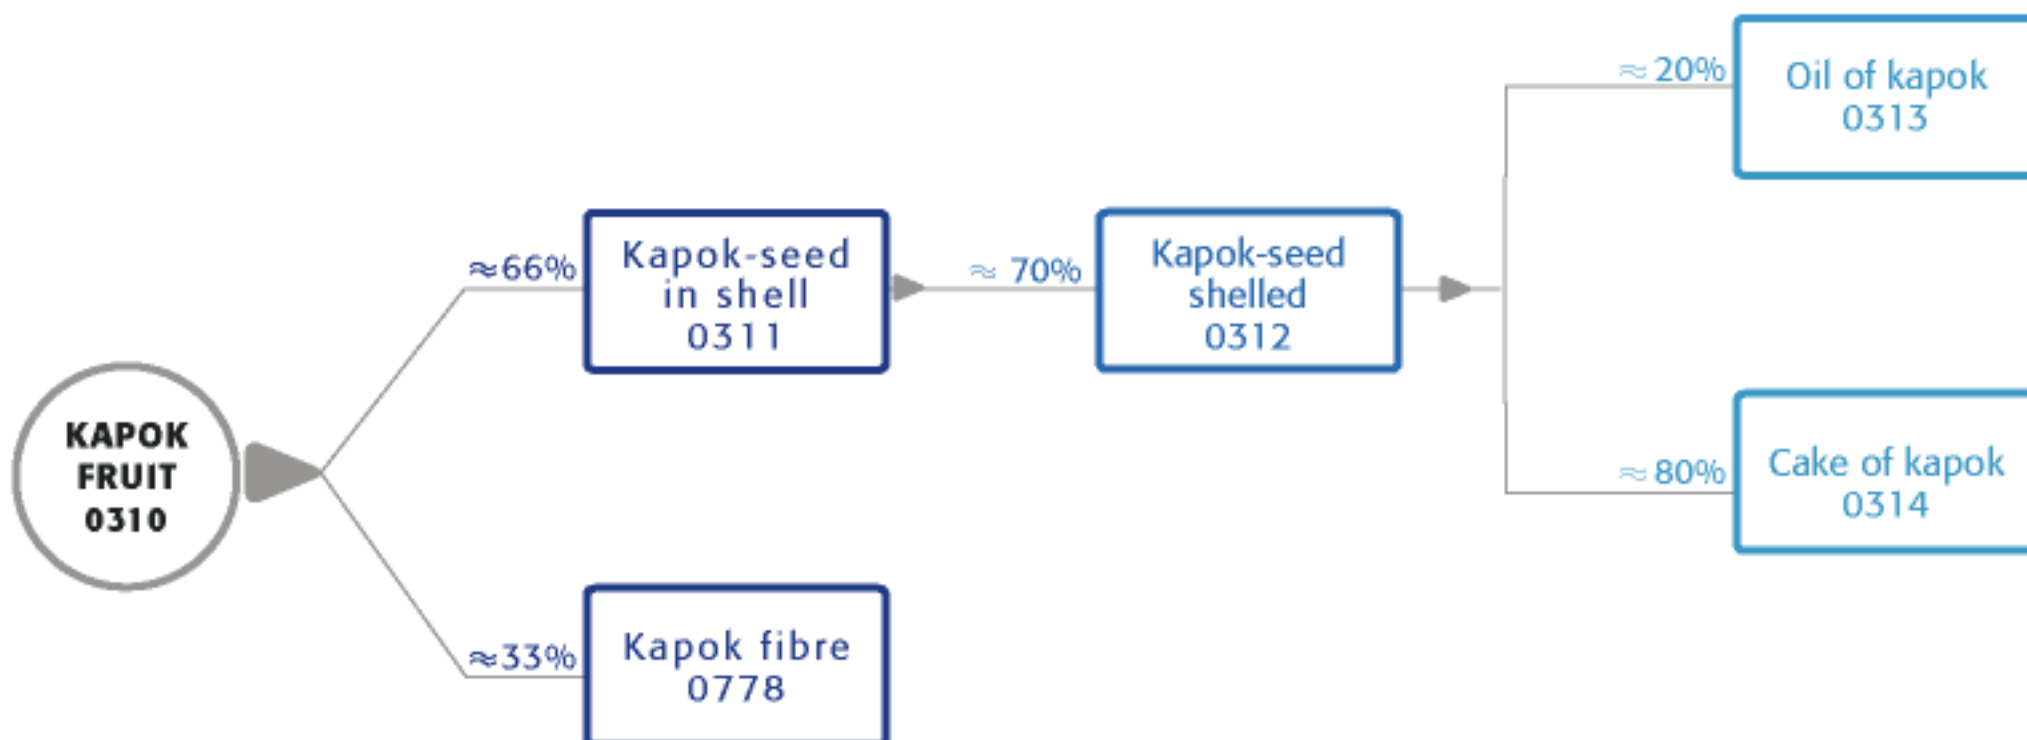 KAPOK
FRUIT
0310
≈66%
Kapok-seed
in shell
0311
≈33%
Kapok fibre
0778
≈ 70%
Kapok-seed
shelled
0312
≈ 20%
Oil of kapok
0313
≈ 80%
Cake of kapok
0314